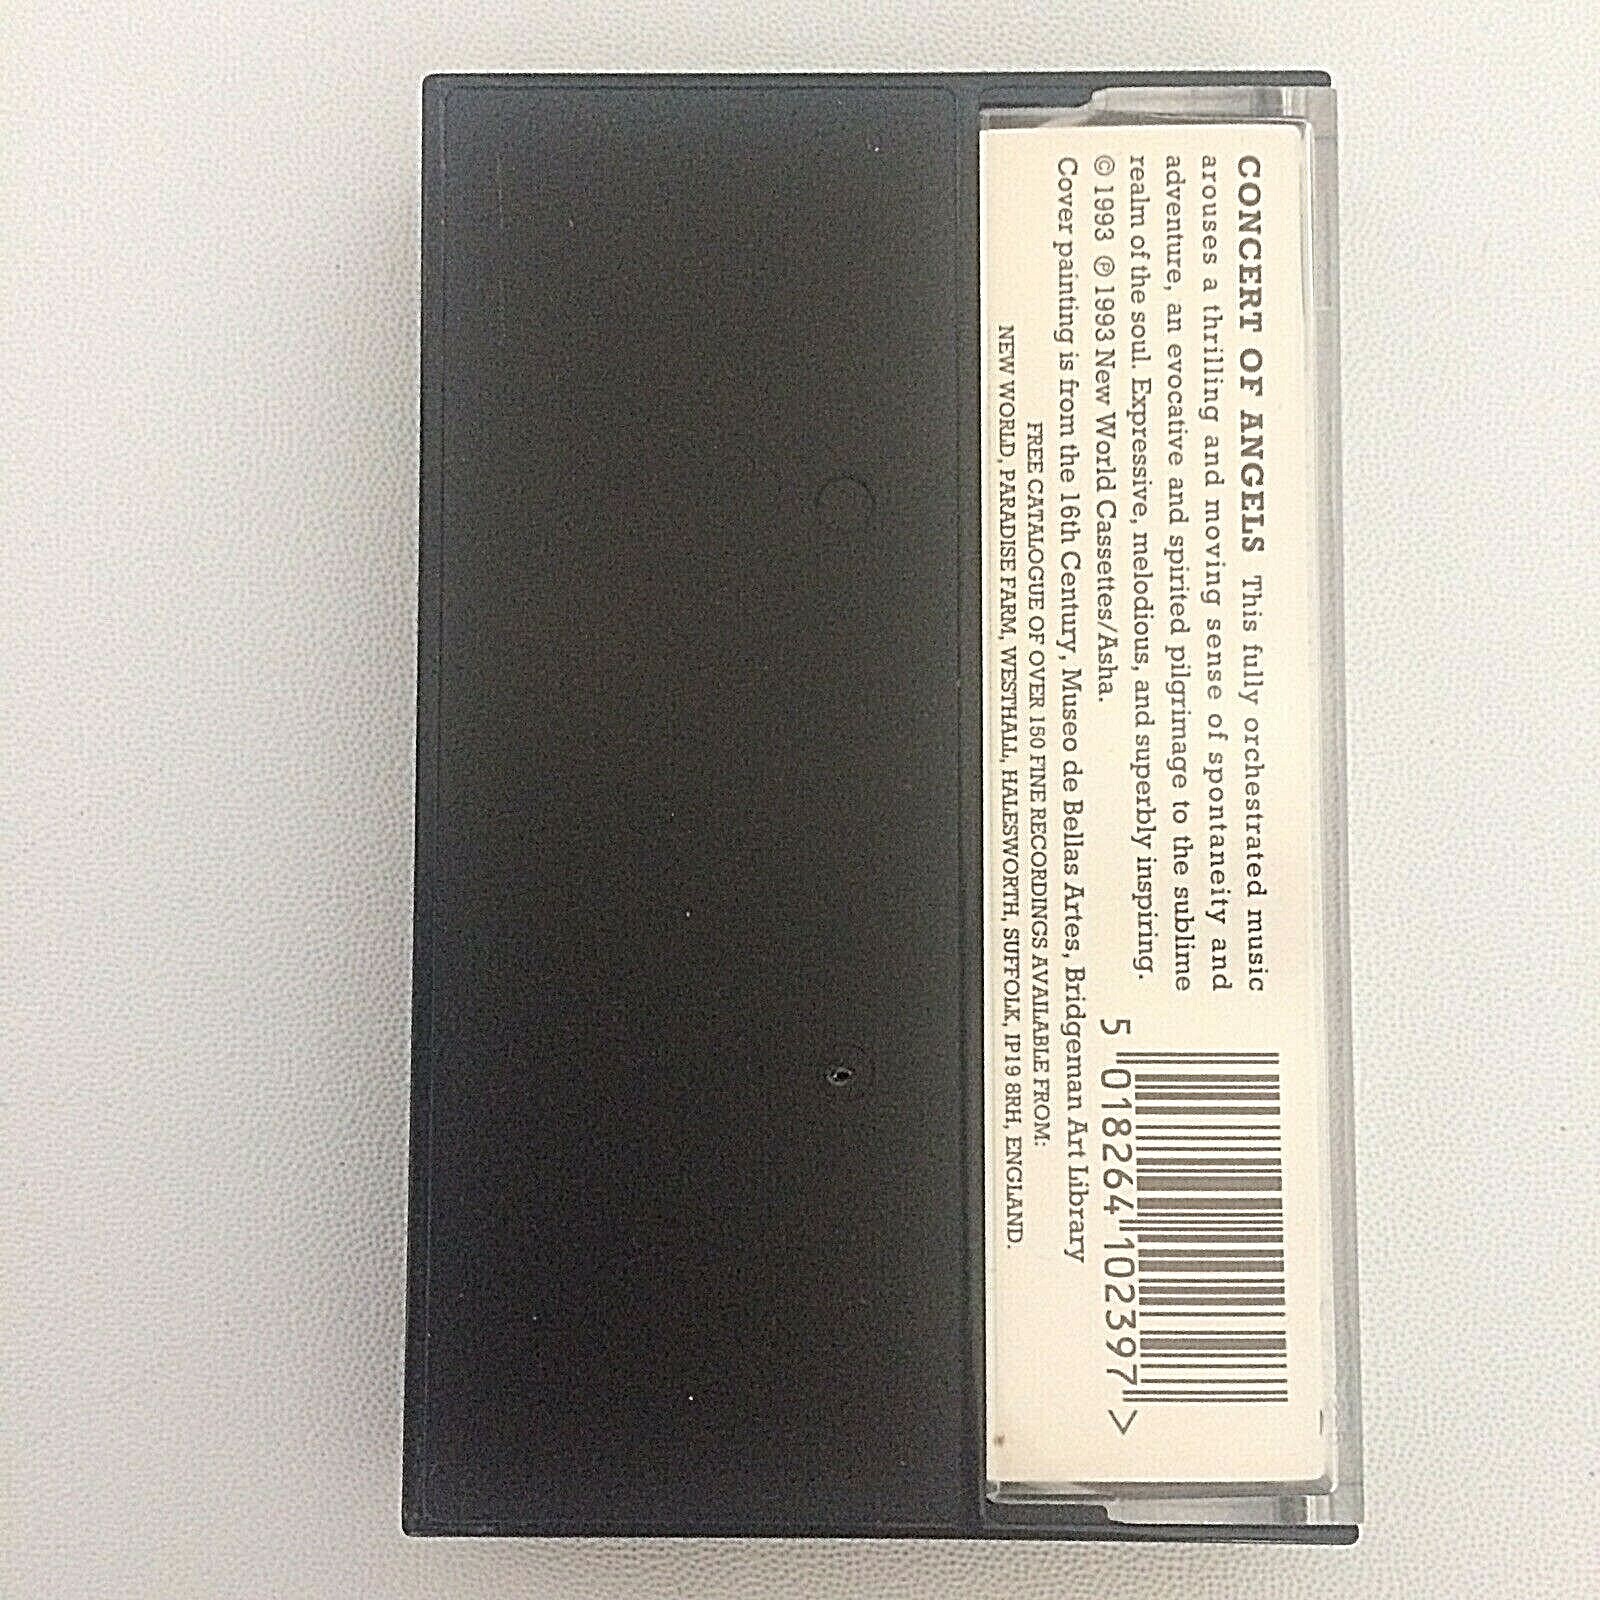 CONCERT OF ANGELS This fully orchestrated music
arouses a thrilling and moving sense of spontaneity and
adventure, an evocative and spirited pilgrimage to the sublime
realm of the soul. Expressive, melodious, and superbly inspiring.
© 1993 ℗ 1993 New World Cassettes/Asha.
Cover painting is from the 16th Century, Museo de Bellas Artes, Bridgeman Art Library
FREE CATALOGUE OF OVER 150 FINE RECORDINGS AVAILABLE FROM:
NEW WORLD, PARADISE FARM, WESTHALL, HALESWORTH, SUFFOLK, IP19 8RH, ENGLAND.
5 018264 102397 >